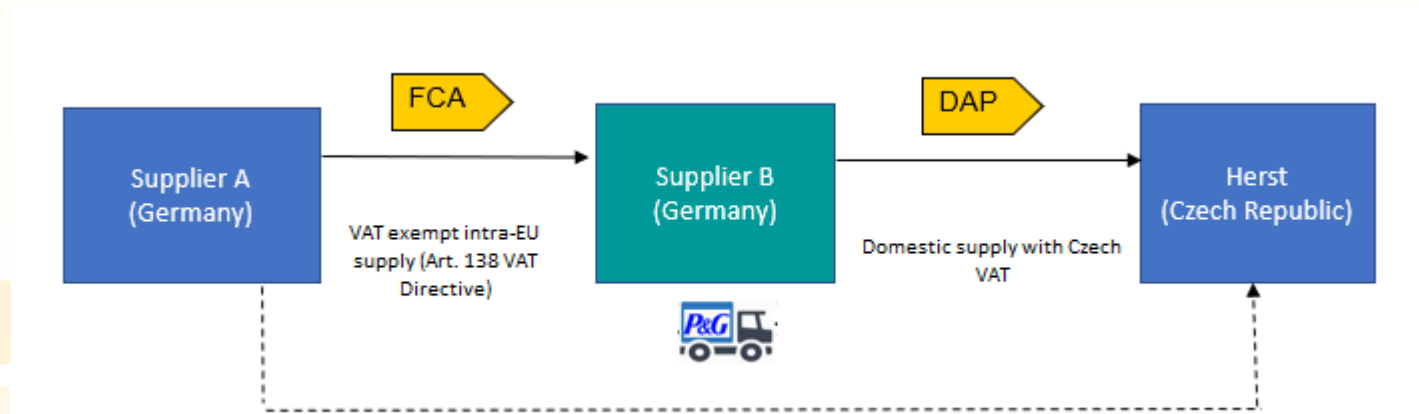 FCA
DAP
Supplier A
(Germany)
Supplier B
(Germany)
Herst
(Czech Republic)
VAT exempt intra-EU
supply (Art. 138 VAT
Directive)
Domestic supply with Czech
VAT
P&G